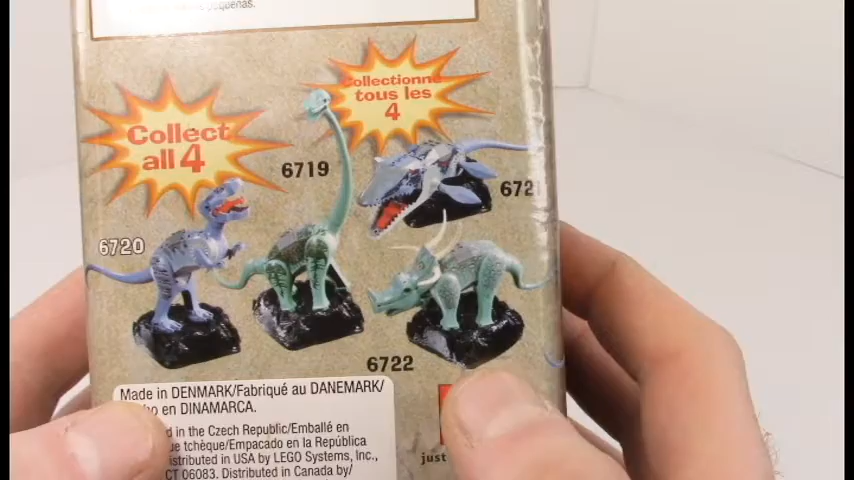 Collect
all 4
Collectionne
tous les
4
6719
6721
6720
6722
Made in DENMARK/Fabriqué au DANEMARK/
en DINAMARCA.
in the Czech Republic/Emballé en
tchèque/Empacado en la República
in USA by LEGO Systems, Inc.,
CT 06083. Distributed in Canada by/
just